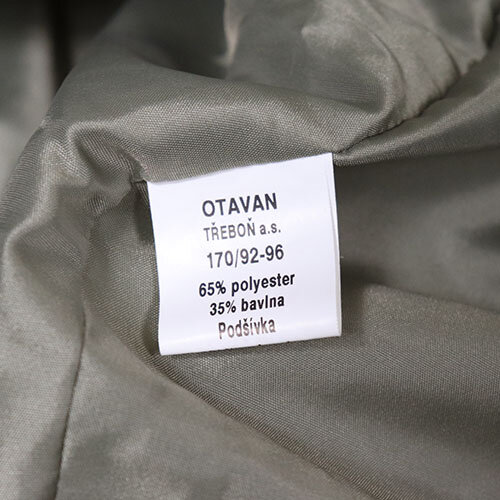 OTAVAN
TŘEBOŇ a.s.
170/92-96
65% polyester
35% bavlna
Podšívka